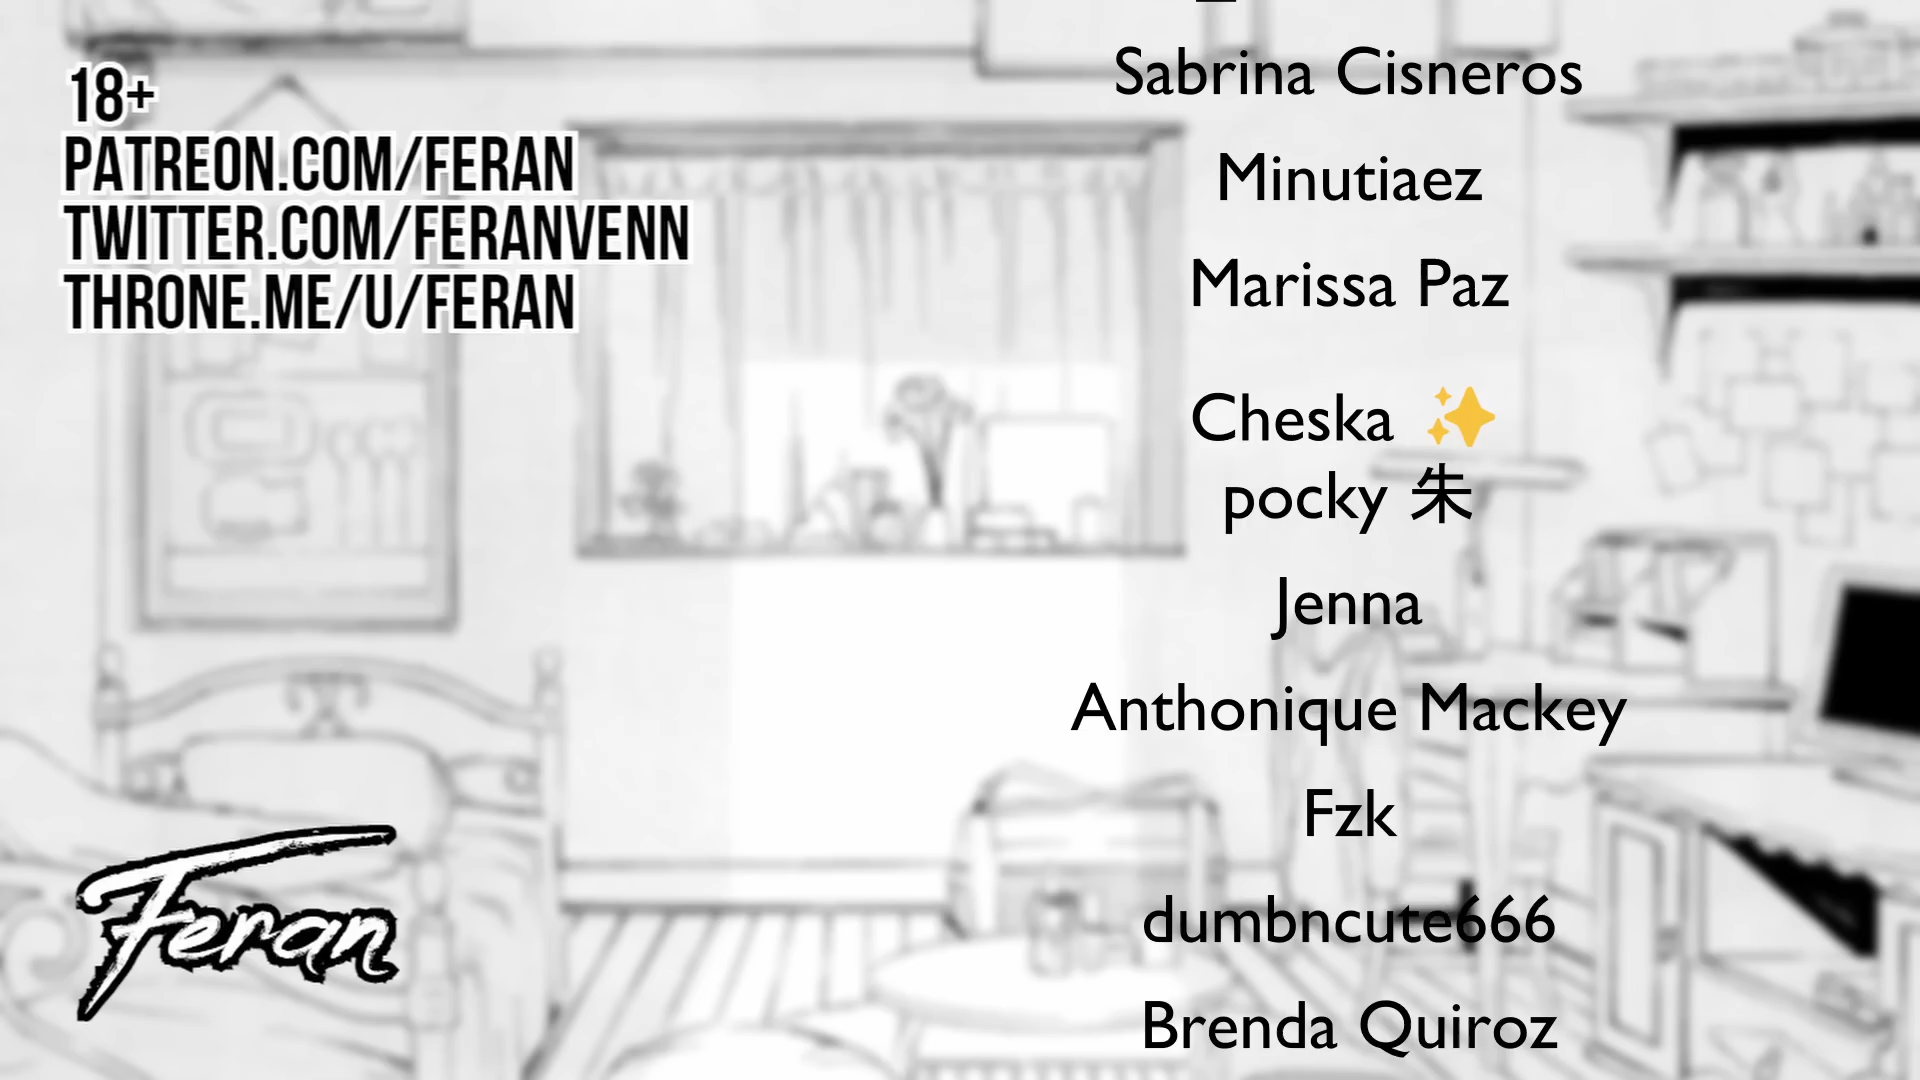 18+
PATREON.COM/FERAN
TWITTER.COM/FERANVENN
THRONE.ME/U/FERAN
Feran
Sabrina Cisneros
Minutiaez
Marissa Paz
Cheska ✨
pocky 朱
Jenna
Anthonique Mackey
Fzk
dumbncute666
Brenda Quiroz